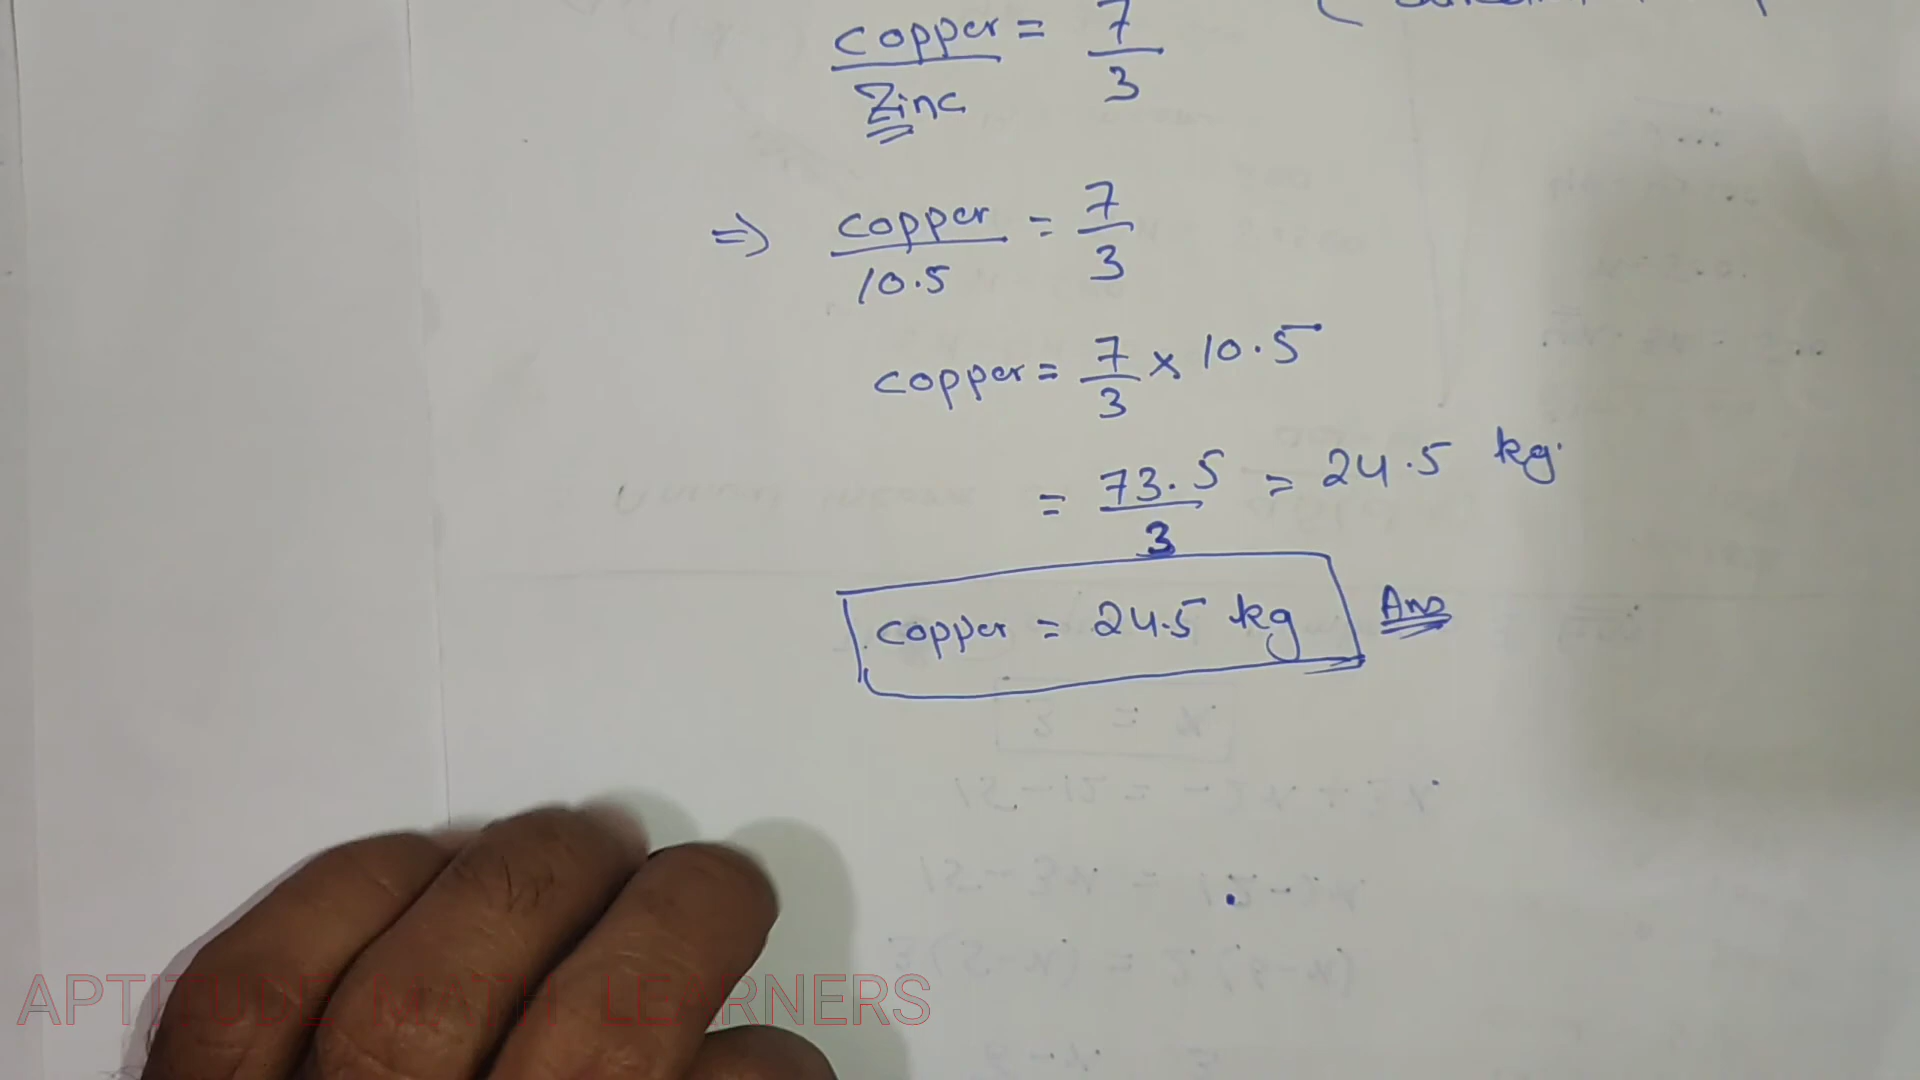 copper = 7
Zinc 3
=> copper = 7
10.5 3
copper = 7/3 × 10.5
= 73.5/3 = 24.5 kg.
copper = 24.5 kg Ans
APTITUDE MATH LEARNERS